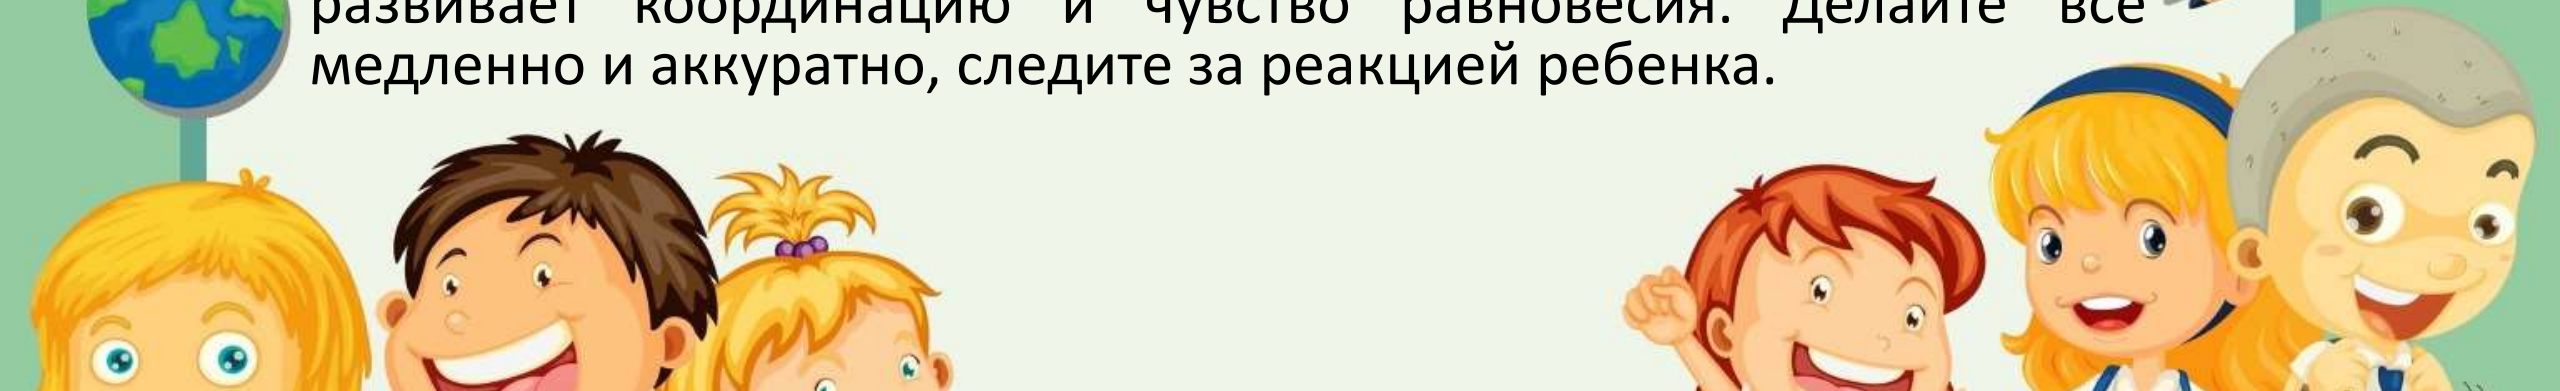 развивает координацию и чувство равновесия. Делайте все
медленно и аккуратно, следите за реакцией ребенка.